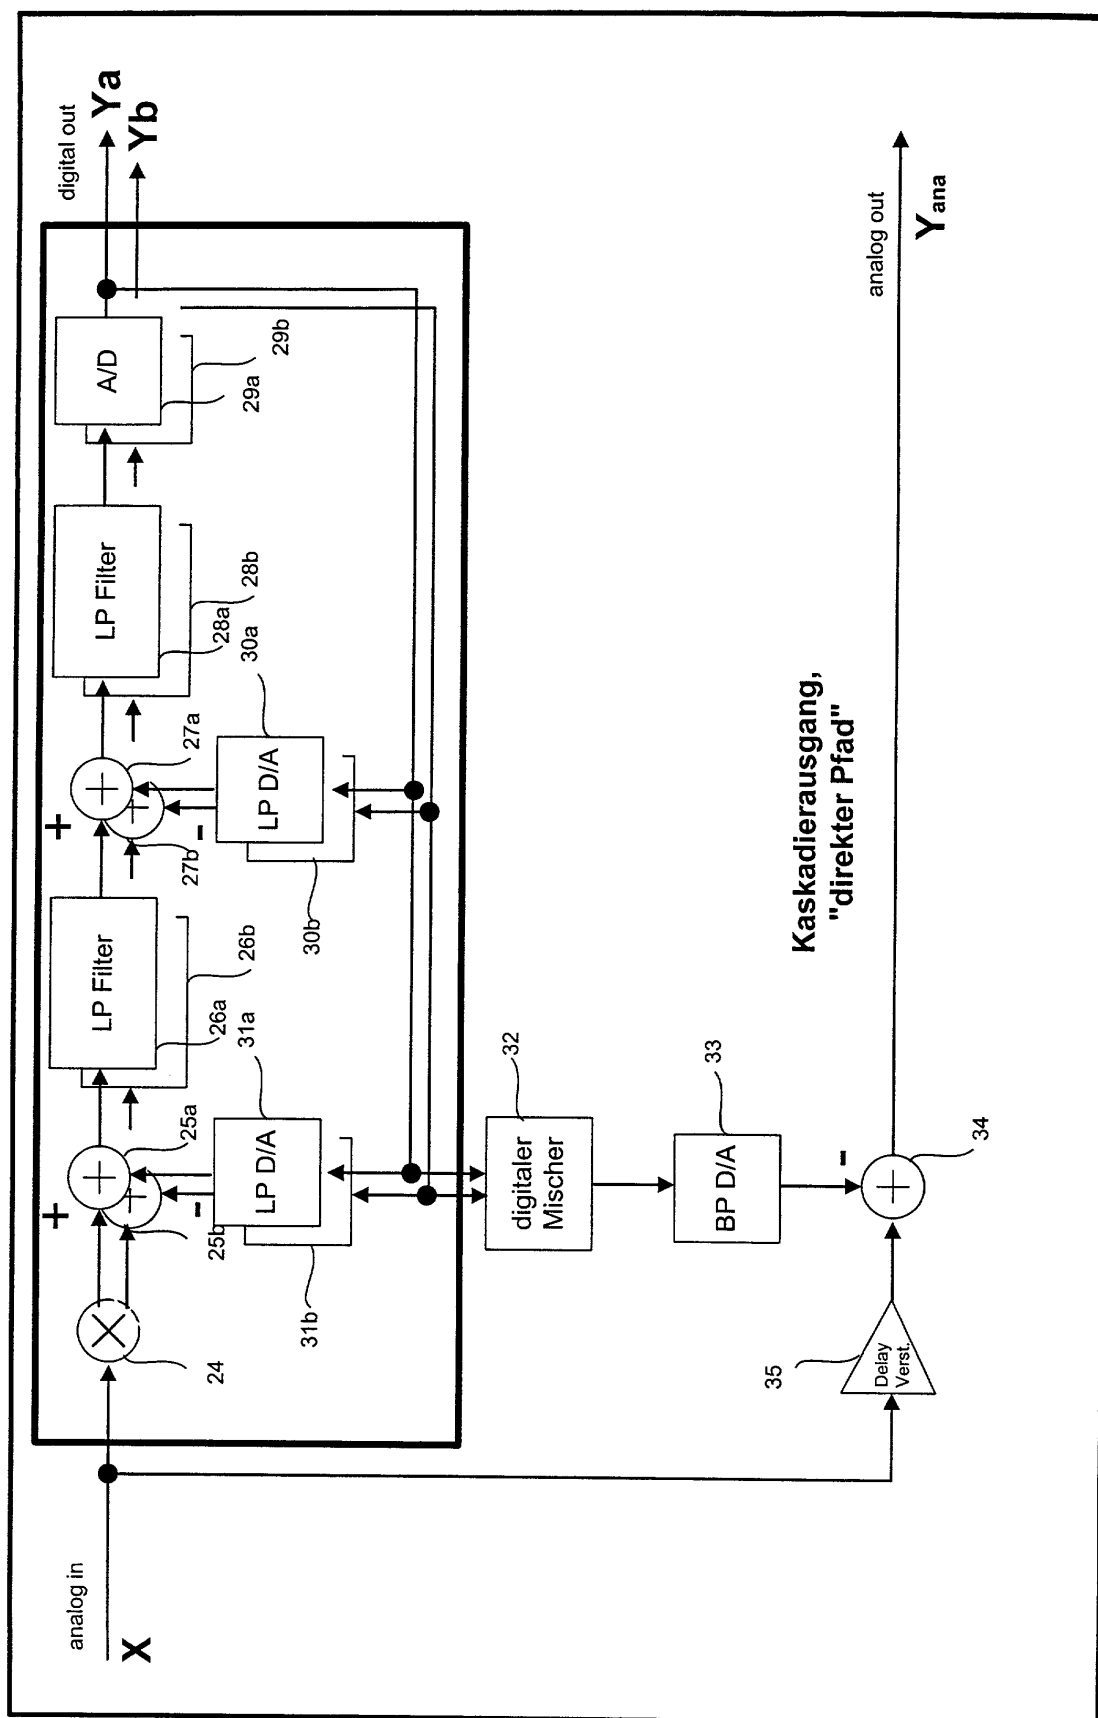 analog in
X
24
+
25a
25b
-
LP Filter
26a
26b
+
27a
27b
-
LP Filter
28a
28b
A/D
29a
29b
digital out
Ya
Yb
LP D/A
31a
31b
LP D/A
30a
30b
digitaler
Mischer
32
BP D/A
33
-
34
Delay
Verst.
35
Kaskadierausgang,
"direkter Pfad"
analog out
Yana